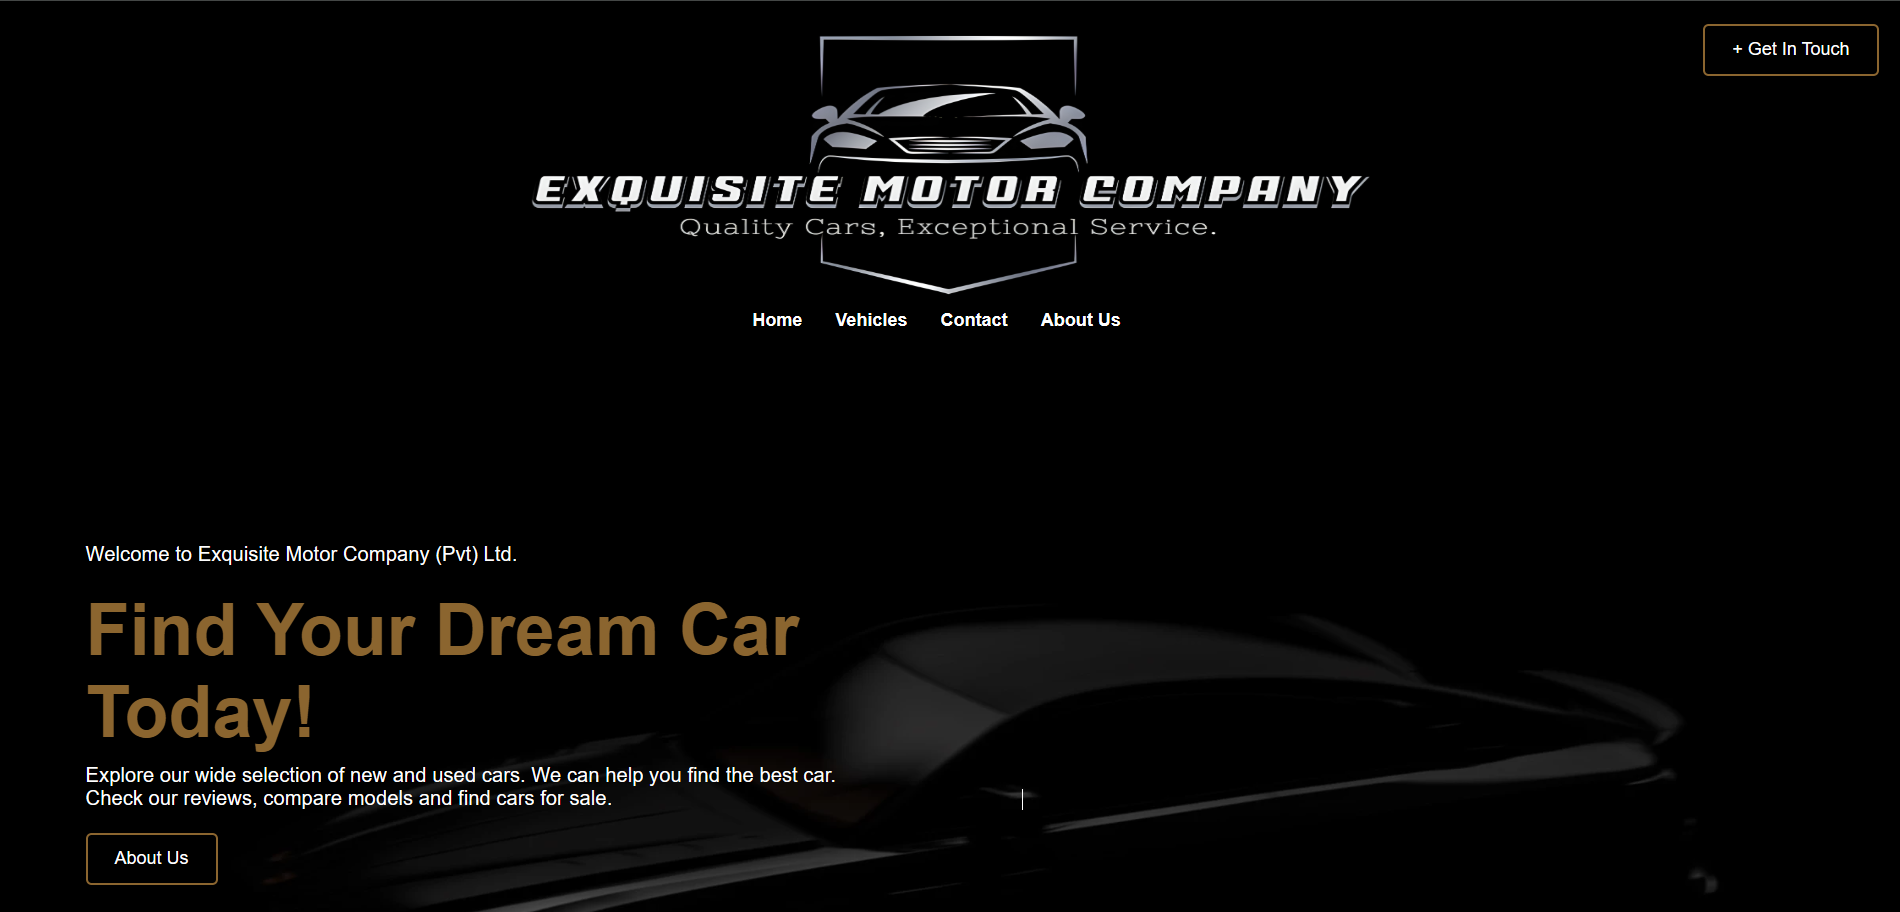 + Get In Touch
EXQUISITE MOTOR COMPANY
Quality Cars, Exceptional Service.
Home Vehicles Contact About Us
Welcome to Exquisite Motor Company (Pvt) Ltd.
Find Your Dream Car
Today!
Explore our wide selection of new and used cars. We can help you find the best car.
Check our reviews, compare models and find cars for sale.
About Us